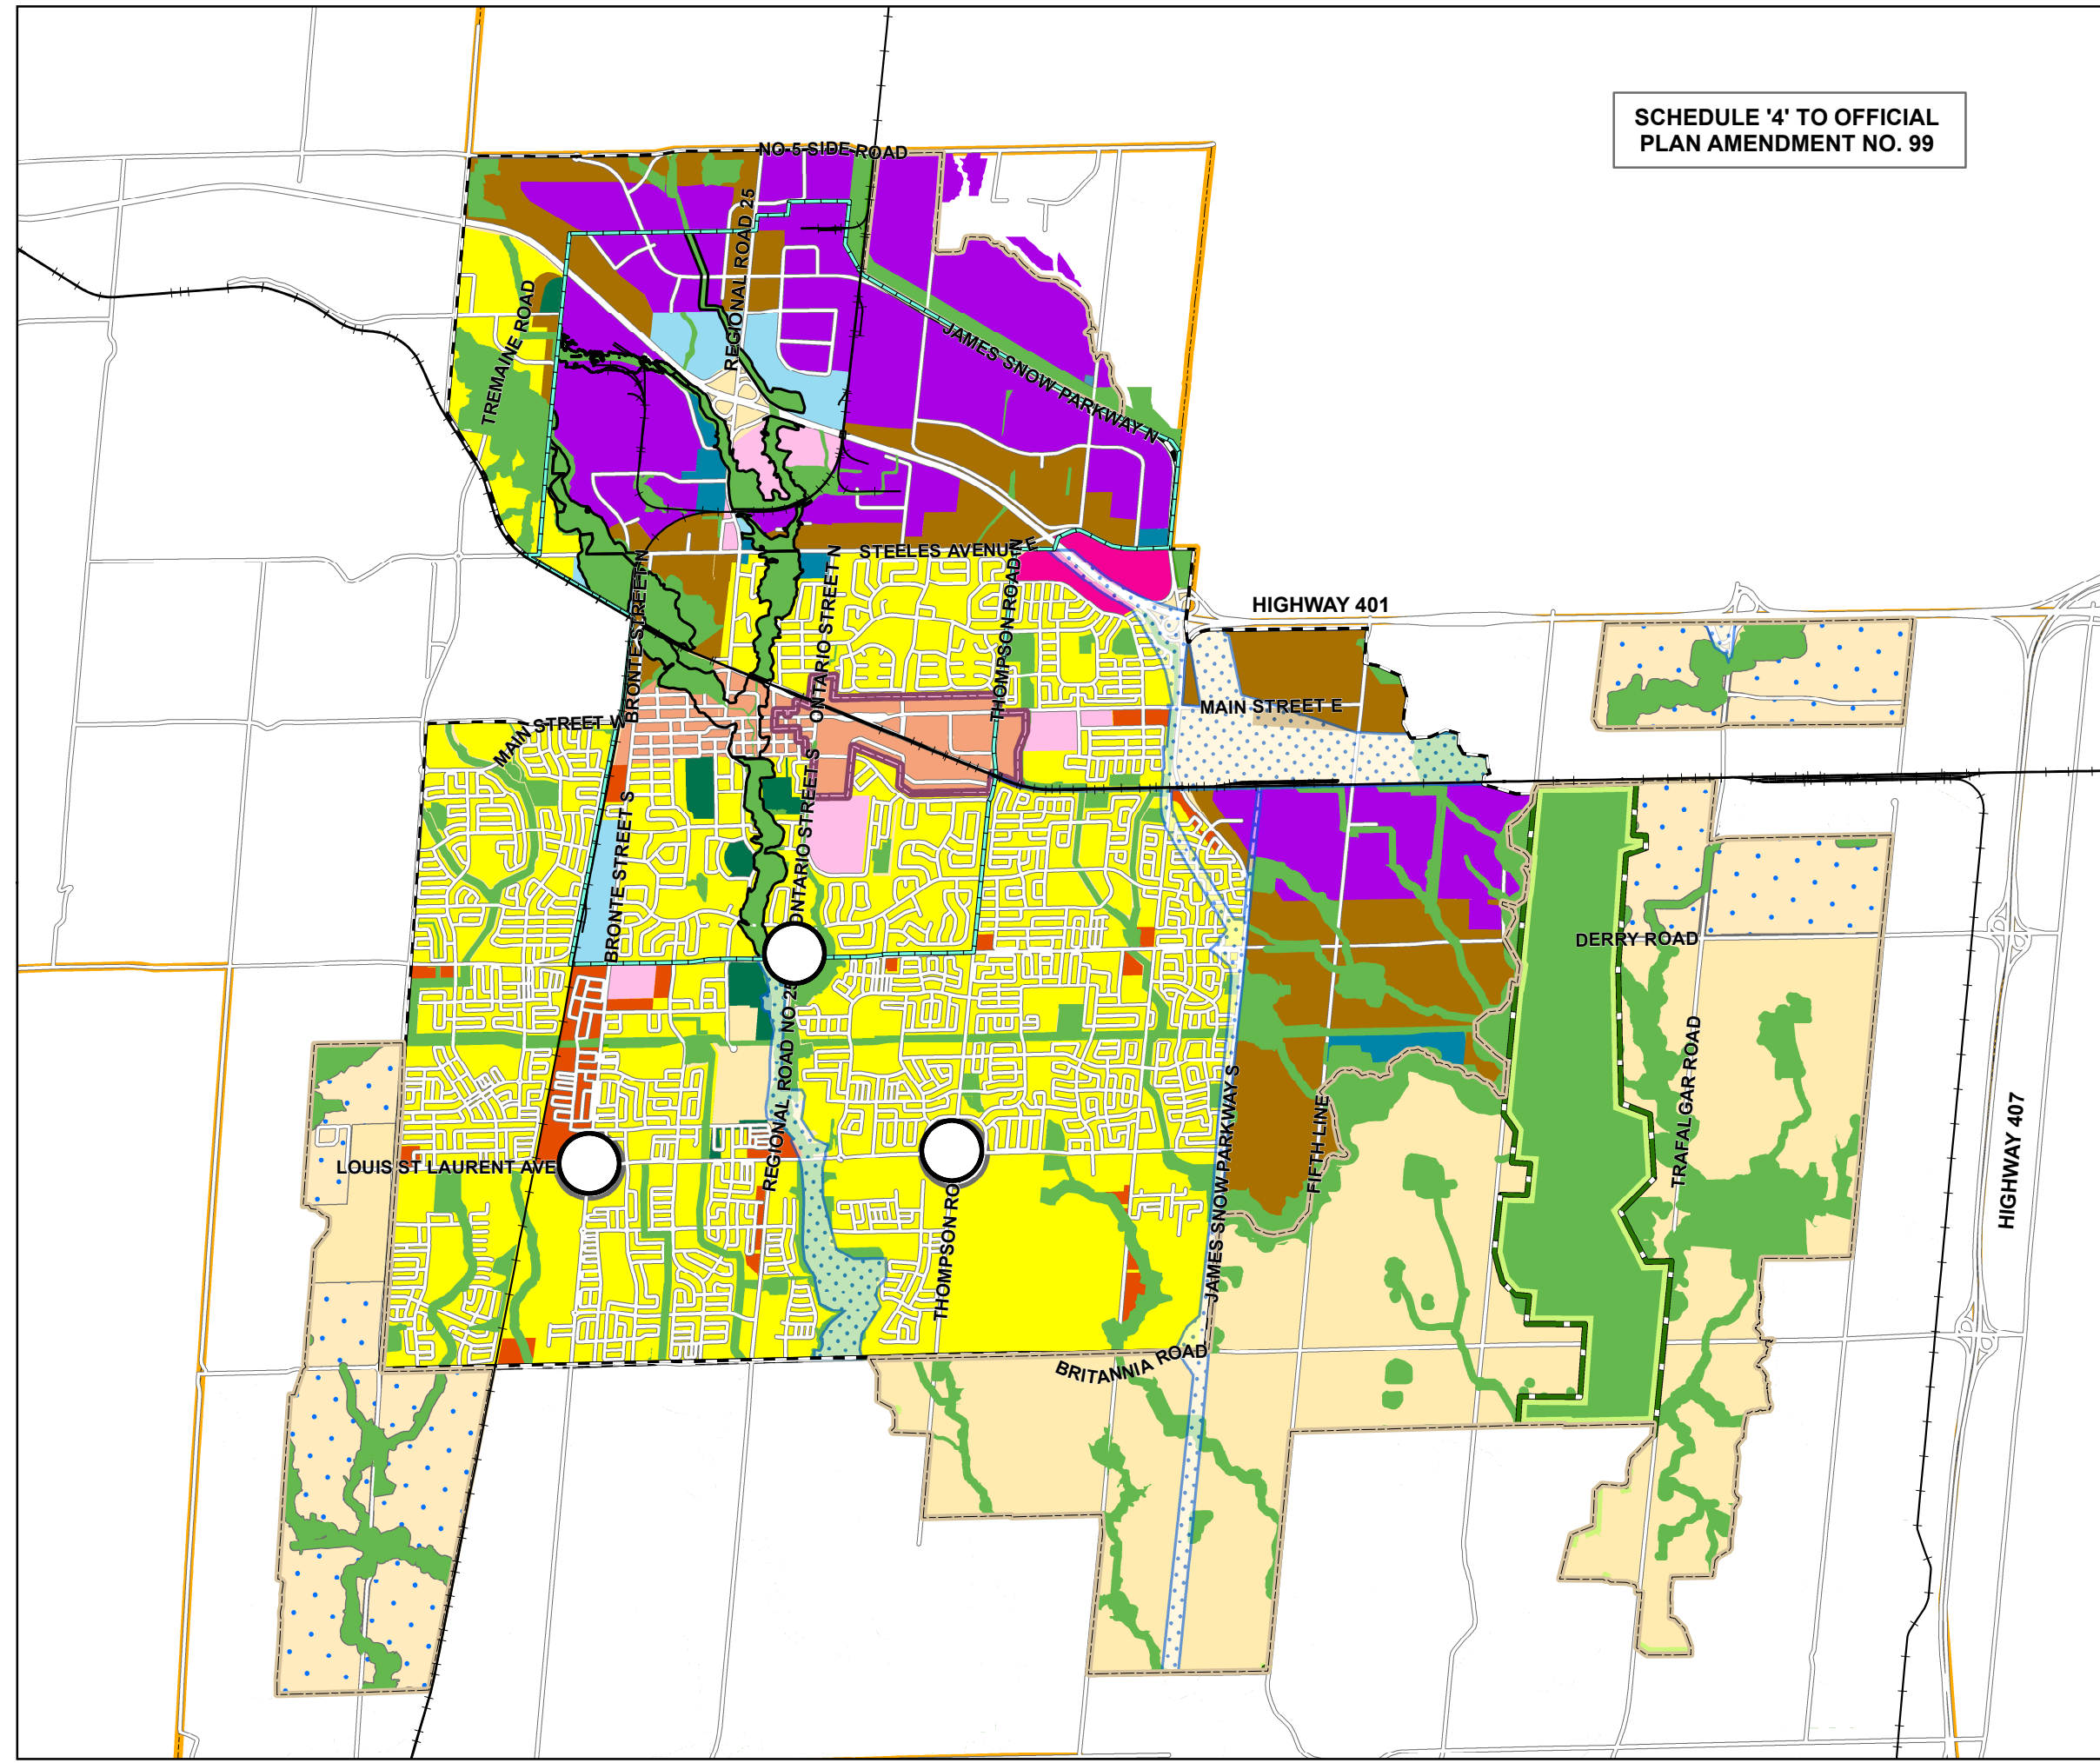 SCHEDULE '4' TO OFFICIAL
PLAN AMENDMENT NO. 99
NO 5 SIDE ROAD
REGIONAL ROAD 25
TREMAINE ROAD
JAMES SNOW PARKWAY N
STEELES AVENUE E
BRONTE STREET N
ONTARIO STREET N
THOMPSON ROAD N
HIGHWAY 401
MAIN STREET W
MAIN STREET E
BRONTE STREET S
ONTARIO STREET S
DERRY ROAD
REGIONAL ROAD NO 25
JAMES SNOW PARKWAY S
FIFTH LINE
TRAFALGAR ROAD
HIGHWAY 407
LOUIS ST LAURENT AVE
THOMPSON RO
BRITANNIA ROAD